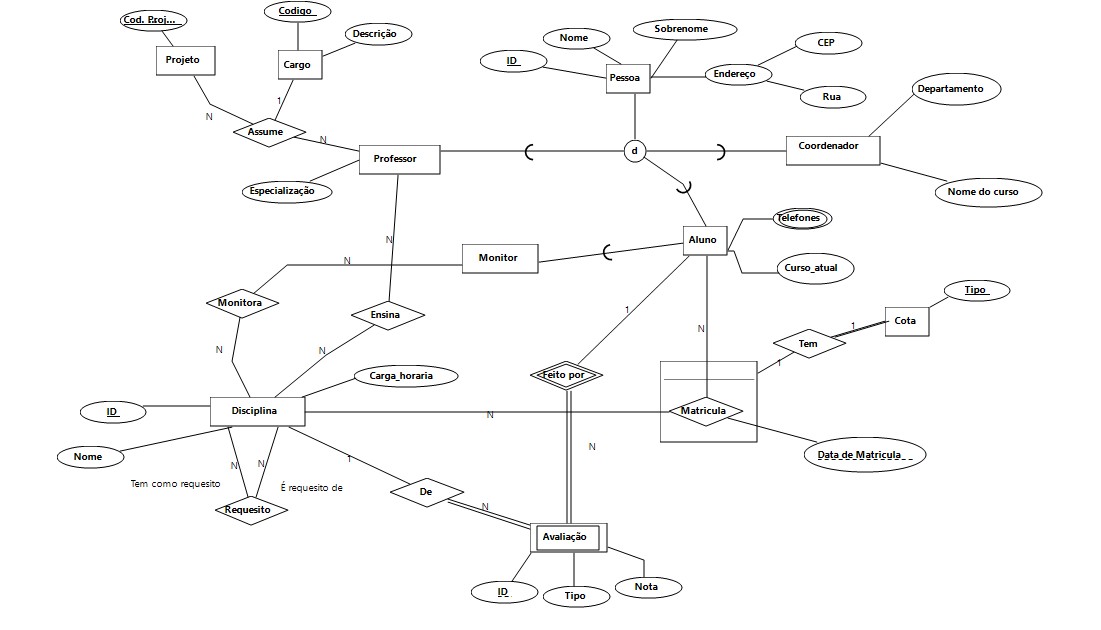 Cod. Proj...
Codigo
Descrição
Projeto
Cargo
N
1
Assume
N
Professor
Especialização
Nome
Sobrenome
ID
Pessoa
Endereço
CEP
Rua
d
Departamento
Coordenador
Nome do curso
Telefones
Aluno
Curso_atual
Monitor
N
N
Monitora
Ensina
N
N
1
N
Tipo
Cota
1
Tem
1
Feito por
Carga_horaria
ID
Disciplina
N
Matricula
Nome
N
Data de Matricula
N
N
1
Tem como requesito
É requesito de
De
Requesito
N
Avaliação
ID
Tipo
Nota